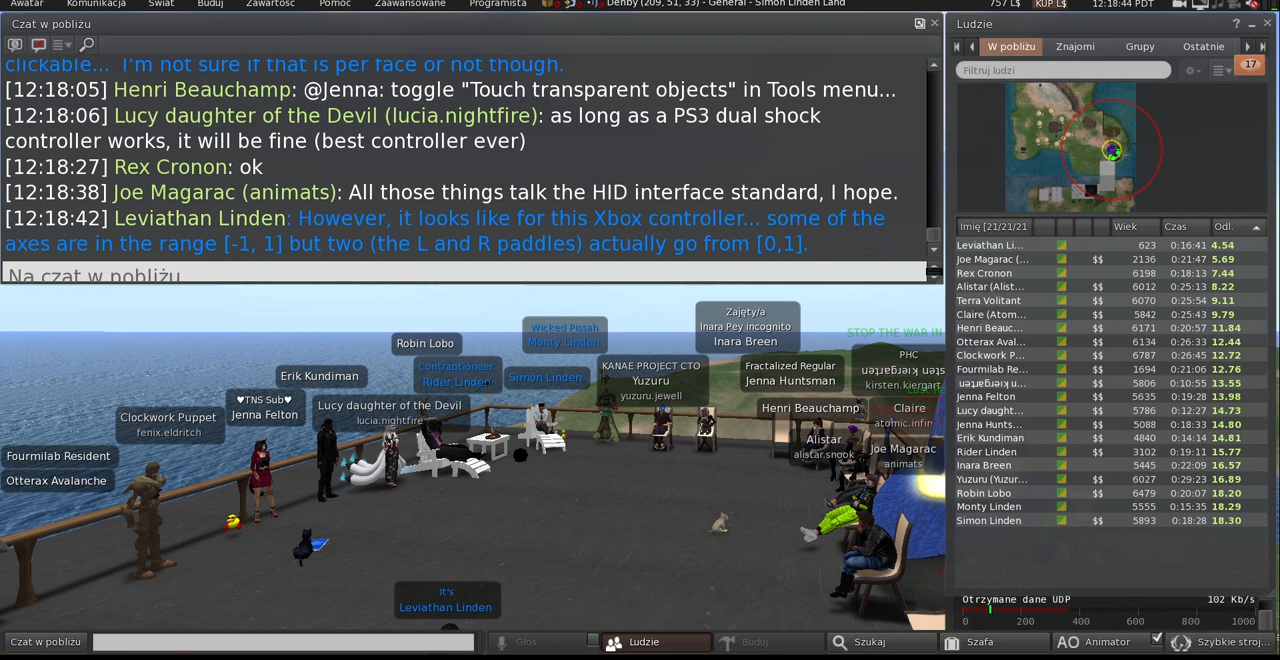 Awatar Komunikacja Świat Buduj Zawartość Pomoc Zaawansowane Programista Denby (209, 51, 33) - General - Simon Linden Land 757 L$ KUP L$ 12:18:44 PDT
Czat w pobliżu
clickable... I'm not sure if that is per face or not though.
[12:18:05] Henri Beauchamp: @Jenna: toggle "Touch transparent objects" in Tools menu...
[12:18:06] Lucy daughter of the Devil (lucia.nightfire): as long as a PS3 dual shock
controller works, it will be fine (best controller ever)
[12:18:27] Rex Cronon: ok
[12:18:38] Joe Magarac (animats): All those things talk the HID interface standard, I hope.
[12:18:42] Leviathan Linden: However, it looks like for this Xbox controller... some of the
axes are in the range [-1, 1] but two (the L and R paddles) actually go from [0,1].
Na czat w pobliżu
Zajęty/a
Inara Pey incognito
Inara Breen
Wicked Pissah
Monty Linden
STOP THE WAR IN
Robin Lobo
PHC
kirsten.kiergart
Contraptioneer
Rider Linden
Simon Linden
KANAE PROJECT CTO
Yuzuru
yuzuru.jewell
Fractalized Regular
Jenna Huntsman
Erik Kundiman
♥TNS Sub♥
Jenna Felton
Lucy daughter of the Devil
lucia.nightfire
Henri Beauchamp
Claire
atomic.infin
Clockwork Puppet
fenix.eldritch
Alistar
alistar.snook
Joe Magarac
animats
Fourmilab Resident
Otterax Avalanche
It's
Leviathan Linden
Ludzie
W pobliżu Znajomi Grupy Ostatnie
17
Filtruj ludzi
Imię [21/21/21 Wiek Czas Odl.
Leviathan Li... 623 0:16:41 4.54
Joe Magarac (... $$ 2136 0:21:47 5.69
Rex Cronon 6198 0:18:13 7.44
Alistar (Alist... $$ 6012 0:25:13 8.22
Terra Volitant $$ 6070 0:25:54 9.11
Claire (Atom... $$ 5842 0:25:43 9.79
Henri Beauc... $$ 6171 0:20:57 11.84
Otterax Aval... $$ 6134 0:26:33 12.44
Clockwork P... $$ 6787 0:26:45 12.72
Fourmilab Re... $$ 1694 0:21:06 12.76
$$ 5806 0:10:55 13.55
Jenna Felton $$ 5635 0:19:28 13.98
Lucy daught... $$ 5786 0:12:27 14.73
Jenna Hunts... $$ 5088 0:18:33 14.80
Erik Kundiman $$ 4840 0:14:14 14.81
Rider Linden $$ 3102 0:19:11 15.77
Inara Breen 5445 0:22:09 16.57
Yuzuru (Yuzur... $$ 6027 0:29:23 16.89
Robin Lobo $$ 6479 0:20:07 18.20
Monty Linden 5555 0:15:35 18.29
Simon Linden $$ 5893 0:18:28 18.30
Otrzymane dane UDP 102 Kb/s
0 200 400 600 800 1000
Czat w pobliżu Głos Ludzie Buduj Szukaj Szafa AO Animator Szybkie stroj...